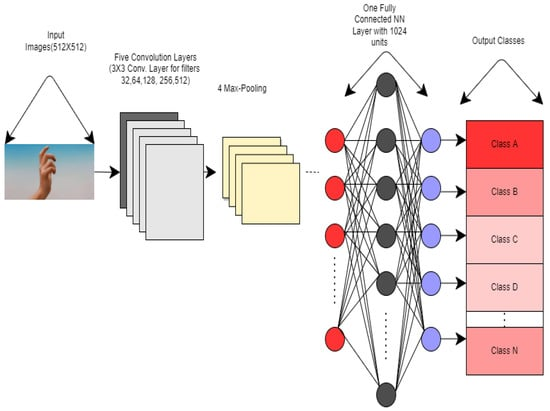 Input
Images(512X512)
Five Convolution Layers
(3X3 Conv. Layer for filters
32,64,128, 256,512)
4 Max-Pooling
One Fully
Connected NN
Layer with 1024
units
Output Classes
Class A
Class B
Class C
Class D
Class N